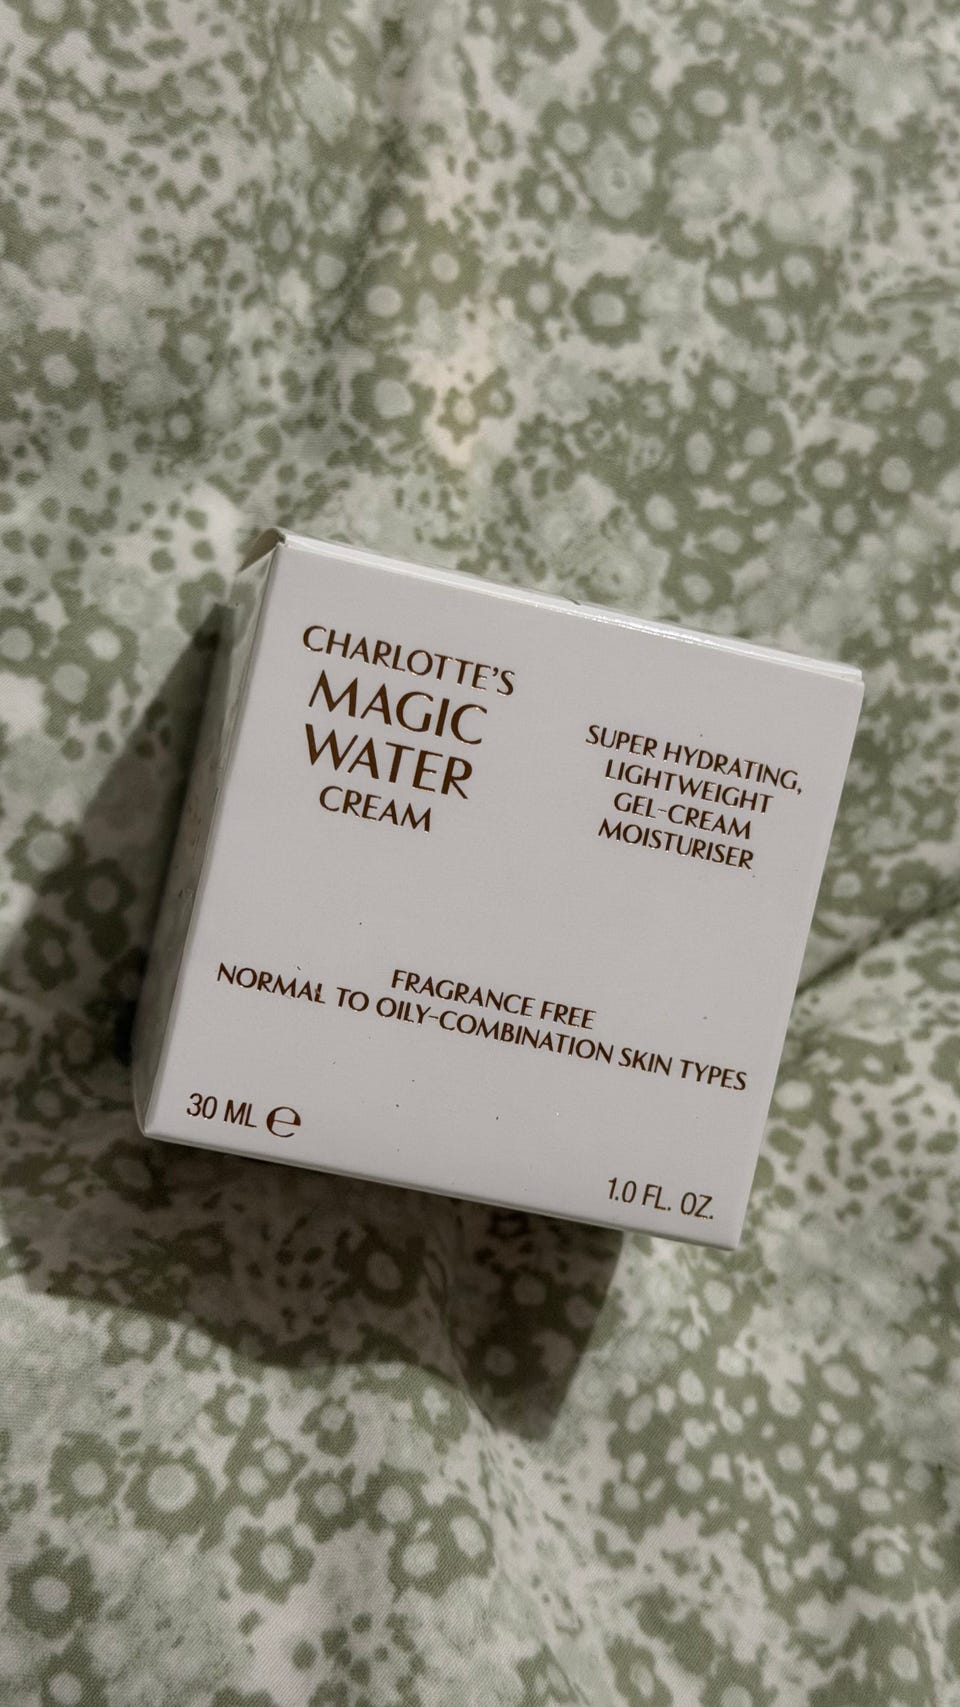 CHARLOTTE'S
MAGIC
WATER
CREAM
SUPER HYDRATING,
LIGHTWEIGHT
GEL-CREAM
MOISTURISER
FRAGRANCE FREE
NORMAL TO OILY-COMBINATION SKIN TYPES
30 ML ℮
1.0 FL. OZ.